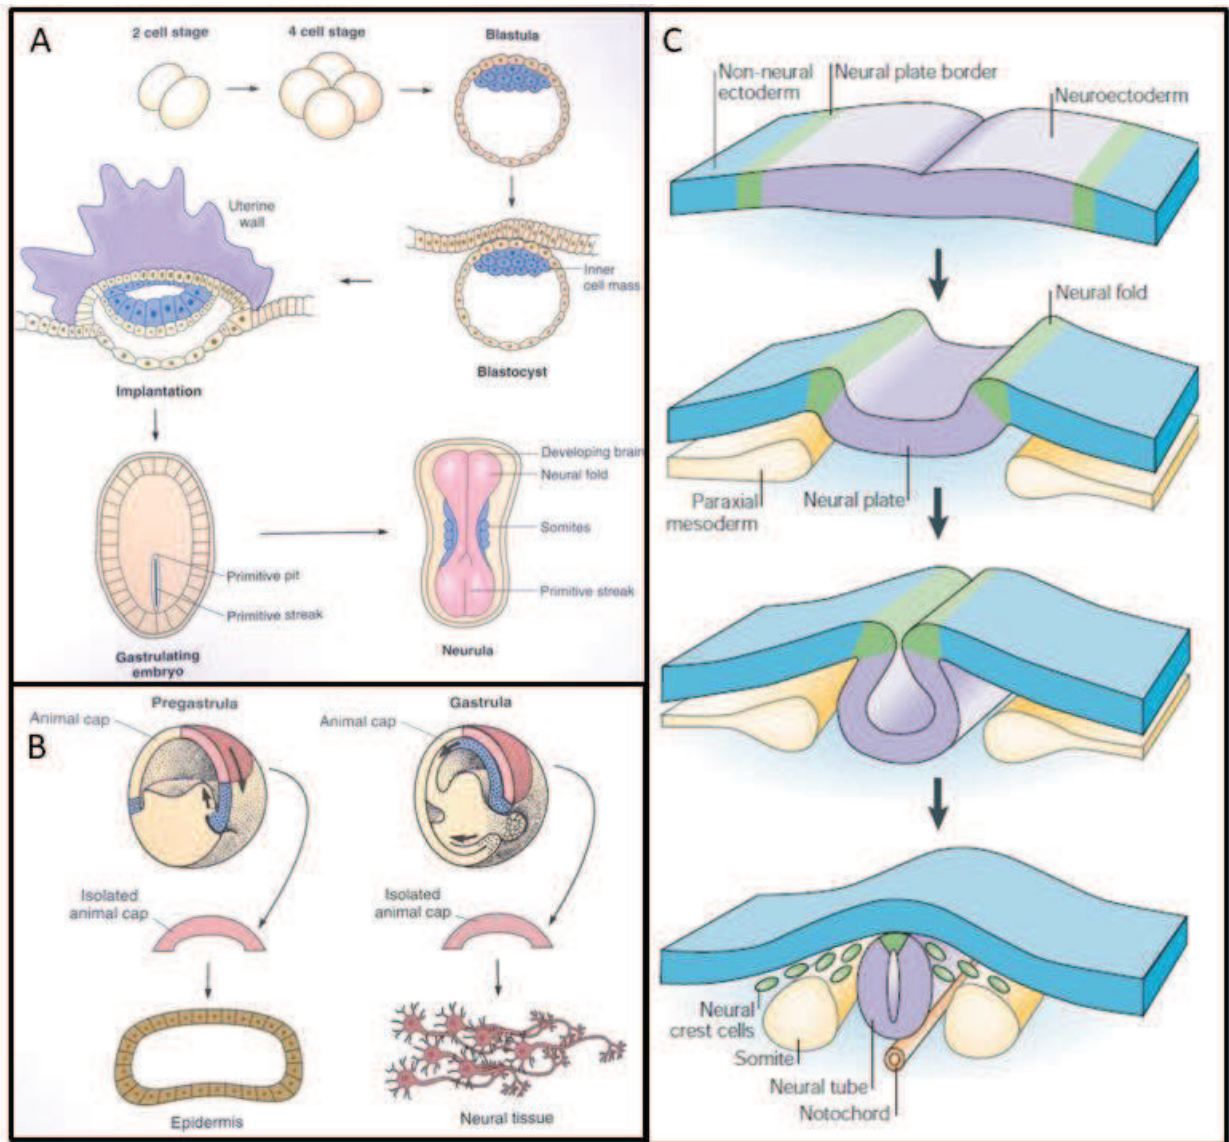 A
2 cell stage
4 cell stage
Blastula
Uterine
wall
Inner
cell mass
Blastocyst
Implantation
Developing brain
Neural fold
Somites
Primitive pit
Primitive streak
Primitive streak
Gastrulating
embryo
Neurula
B
Pregastrula
Gastrula
Animal cap
Animal cap
Isolated
animal cap
Isolated
animal cap
Epidermis
Neural tissue
C
Non-neural
ectoderm
Neural plate border
Neuroectoderm
Neural fold
Paraxial
mesoderm
Neural plate
Neural
crest cells
Somite
Neural tube
Notochord